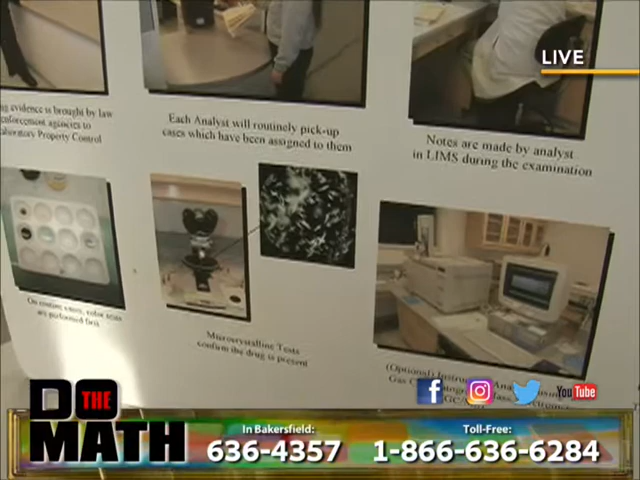 LIVE
g evidence is brought by law
enforcement agencies to
Laboratory Property Control
Each Analyst will routinely pick-up
cases which have been assigned to them
Notes are made by analyst
in LIMS during the examination
On routine cases, color tests
are performed first
Microcrystalline Tests
confirm the drug is present
(Optional)
Gas
f
YouTube
DO THE MATH
In Bakersfield:
636-4357
Toll-Free:
1-866-636-6284